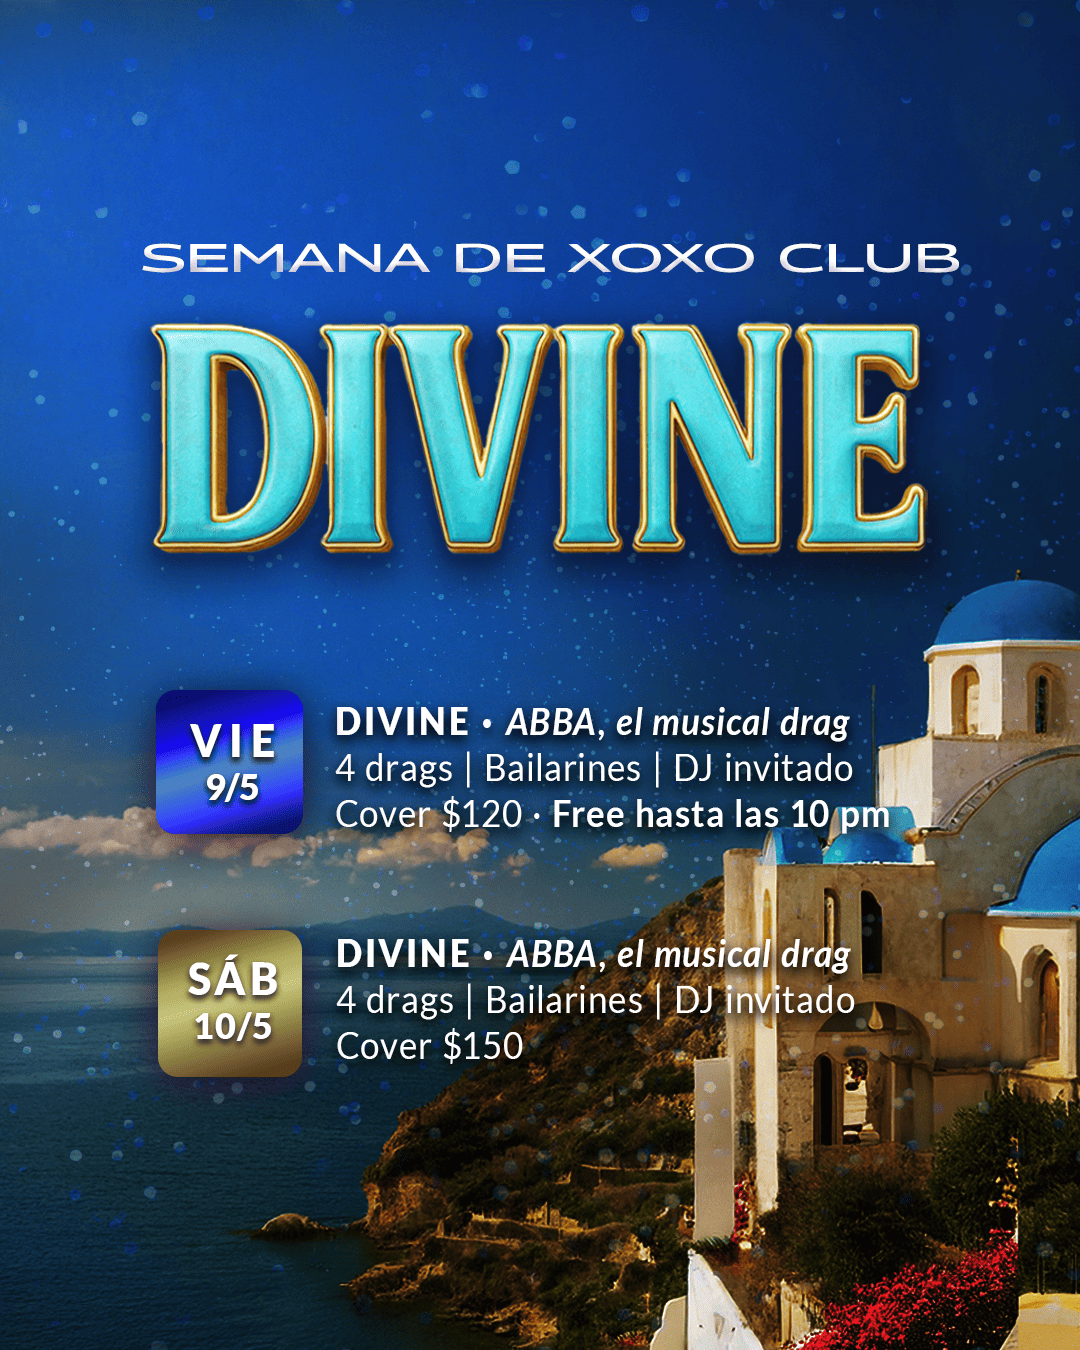 SEMANA DE XOXO CLUB
DIVINE
VIE
9/5
DIVINE · ABBA, el musical drag
4 drags | Bailarines | DJ invitado
Cover $120 · Free hasta las 10 pm
SÁB
10/5
DIVINE · ABBA, el musical drag
4 drags | Bailarines | DJ invitado
Cover $150